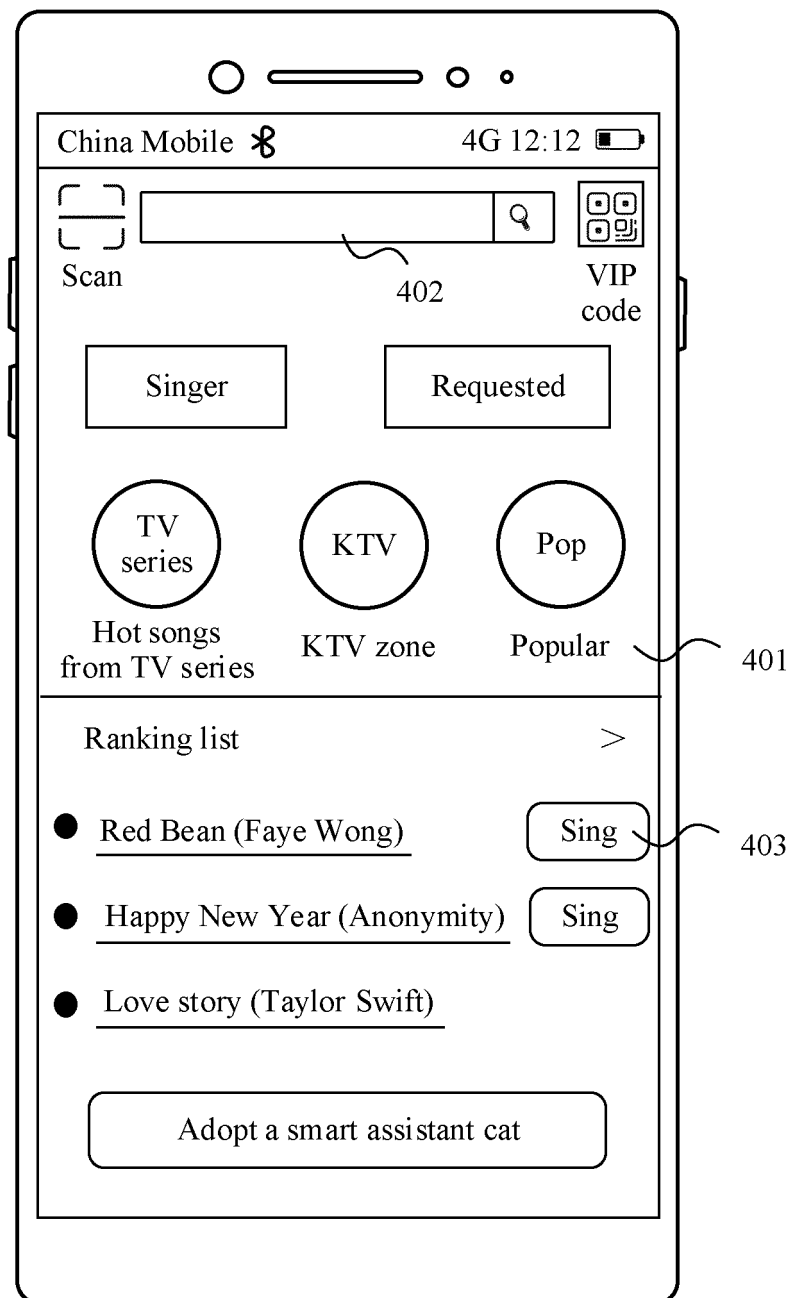 China Mobile 4G 12:12
Scan
402
VIP
code
Singer Requested
TV
series
KTV
Pop
Hot songs
from TV series
KTV zone
Popular
401
Ranking list >
Red Bean (Faye Wong) Sing
403
Happy New Year (Anonymity) Sing
Love story (Taylor Swift)
Adopt a smart assistant cat